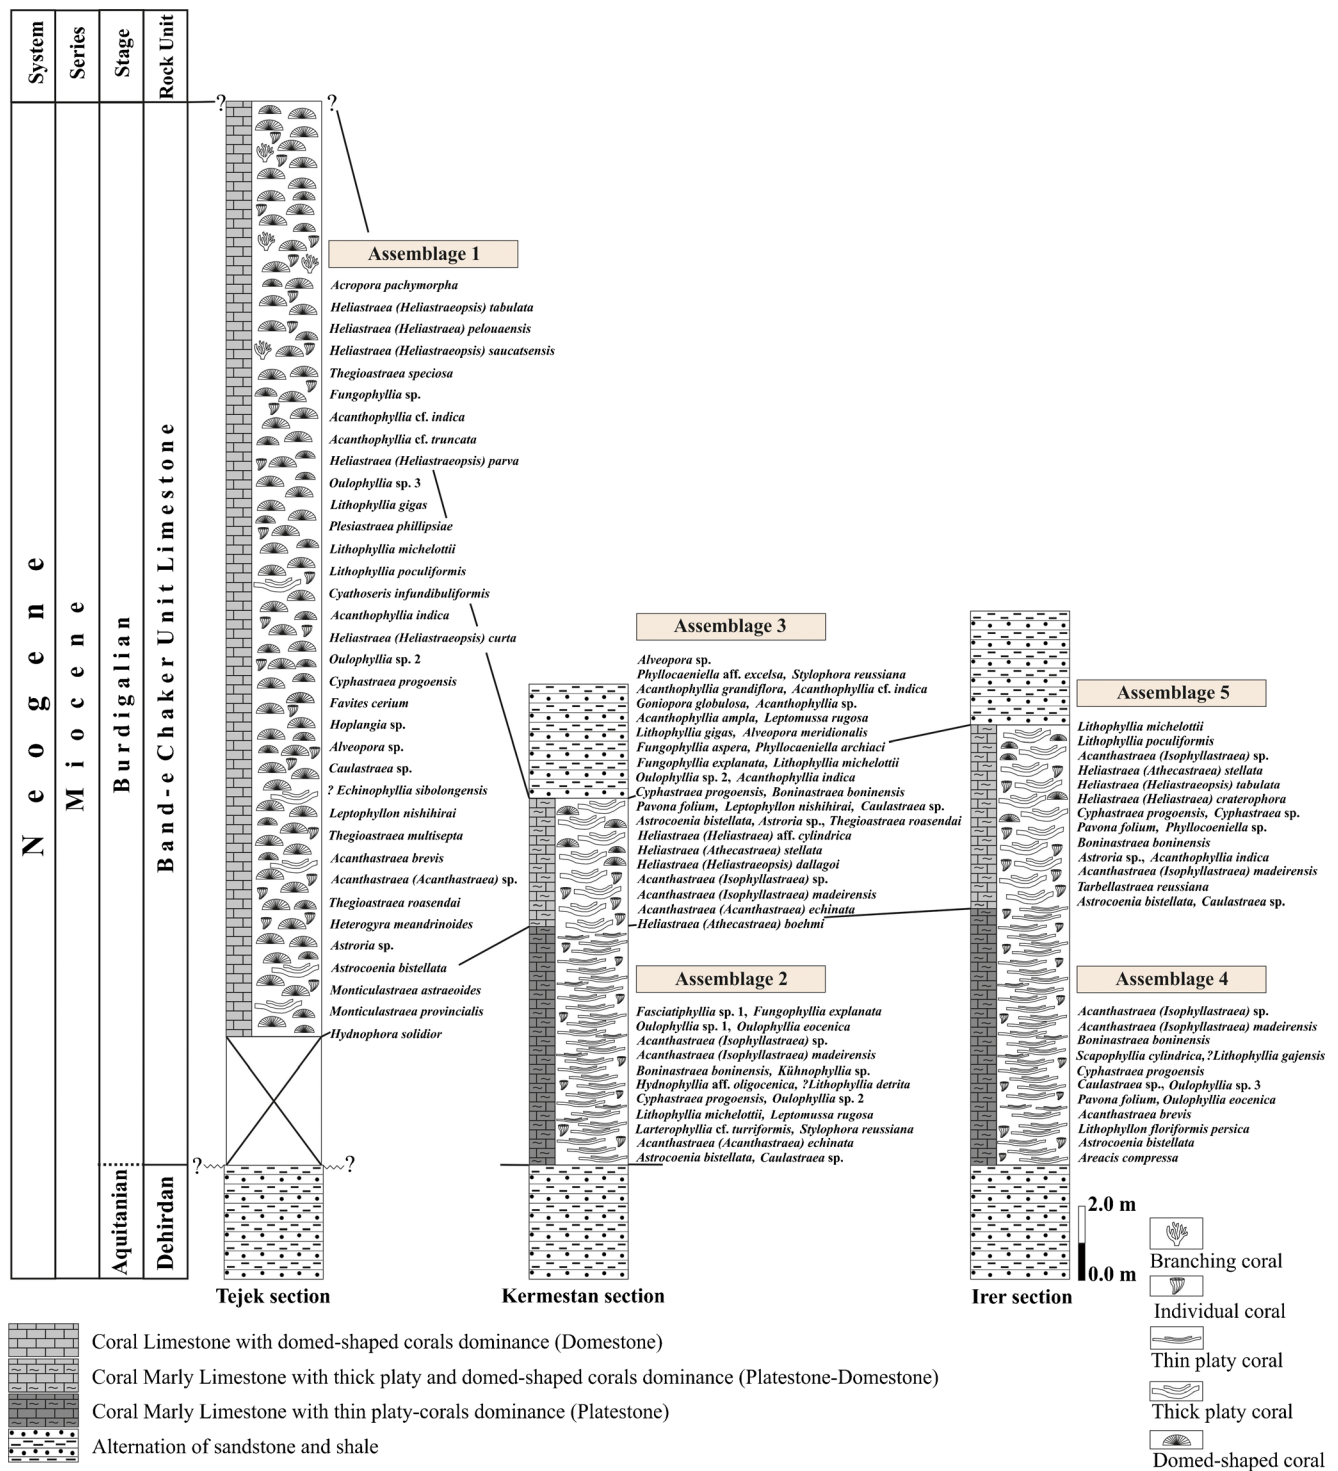 System
Series
Stage
Rock Unit
Neogene
Miocene
Burdigalian
Band-e Chaker Unit Limestone
Aquitanian
Dehirdan
?
?
Assemblage 1
Acropora pachymorpha
Heliastraea (Heliastraeopsis) tabulata
Heliastraea (Heliastraea) pelouaensis
Heliastraea (Heliastraeopsis) saucatsensis
Thegioastraea speciosa
Fungophyllia sp.
Acanthophyllia cf. indica
Acanthophyllia cf. truncata
Heliastraea (Heliastraeopsis) parva
Oulophyllia sp. 3
Lithophyllia gigas
Plesiastraea phillipsiae
Lithophyllia michelottii
Lithophyllia poculiformis
Cyathoseris infundibuliformis
Acanthophyllia indica
Heliastraea (Heliastraeopsis) curta
Oulophyllia sp. 2
Cyphastraea progoensis
Favites cerium
Hoplangia sp.
Alveopora sp.
Caulastraea sp.
? Echinophyllia sibolongensis
Leptophyllon nishihirai
Thegioastraea multisepta
Acanthastraea brevis
Acanthastraea (Acanthastraea) sp.
Thegioastraea roasendai
Heterogyra meandrinoides
Astroria sp.
Astrocoenia bistellata
Monticulastraea astraeoides
Monticulastraea provincialis
Hydnophora solidior
?
?
Tejek section
Assemblage 3
Alveopora sp.
Phyllocaeniella aff. excelsa, Stylophora reussiana
Acanthophyllia grandiflora, Acanthophyllia cf. indica
Goniopora globulosa, Acanthophyllia sp.
Acanthophyllia ampla, Leptomussa rugosa
Lithophyllia gigas, Alveopora meridionalis
Fungophyllia aspera, Phyllocaeniella archiaci
Fungophyllia explanata, Lithophyllia michelottii
Oulophyllia sp. 2, Acanthophyllia indica
Cyphastraea progoensis, Boninastraea boninensis
Pavona folium, Leptophyllon nishihirai, Caulastraea sp.
Astrocoenia bistellata, Astroria sp., Thegioastraea roasendai
Heliastraea (Heliastraea) aff. cylindrica
Heliastraea (Athecastraea) stellata
Heliastraea (Heliastraeopsis) dallagoi
Acanthastraea (Isophyllastraea) sp.
Acanthastraea (Isophyllastraea) madeirensis
Acanthastraea (Acanthastraea) echinata
Heliastraea (Athecastraea) boehmi
Assemblage 2
Fasciatiphyllia sp. 1, Fungophyllia explanata
Oulophyllia sp. 1, Oulophyllia eocenica
Acanthastraea (Isophyllastraea) sp.
Acanthastraea (Isophyllastraea) madeirensis
Boninastraea boninensis, Kühnophyllia sp.
Hydnophyllia aff. oligocenica, ?Lithophyllia detrita
Cyphastraea progoensis, Oulophyllia sp. 2
Lithophyllia michelottii, Leptomussa rugosa
Larterophyllia cf. turriformis, Stylophora reussiana
Acanthastraea (Acanthastraea) echinata
Astrocoenia bistellata, Caulastraea sp.
Kermestan section
Assemblage 5
Lithophyllia michelottii
Lithophyllia poculiformis
Acanthastraea (Isophyllastraea) sp.
Heliastraea (Athecastraea) stellata
Heliastraea (Heliastraeopsis) tabulata
Heliastraea (Heliastraea) craterophora
Cyphastraea progoensis, Cyphastraea sp.
Pavona folium, Phyllocoeniella sp.
Boninastraea boninensis
Astroria sp., Acanthophyllia indica
Acanthastraea (Isophyllastraea) madeirensis
Tarbellastraea reussiana
Astrocoenia bistellata, Caulastraea sp.
Assemblage 4
Acanthastraea (Isophyllastraea) sp.
Acanthastraea (Isophyllastraea) madeirensis
Boninastraea boninensis
Scapophyllia cylindrica, ?Lithophyllia gajensis
Cyphastraea progoensis
Caulastraea sp., Oulophyllia sp. 3
Pavona folium, Oulophyllia eocenica
Acanthastraea brevis
Lithophyllon floriformis persica
Astrocoenia bistellata
Areacis compressa
2.0 m
0.0 m
Irer section
Branching coral
Individual coral
Thin platy coral
Thick platy coral
Domed-shaped coral
Coral Limestone with domed-shaped corals dominance (Domestone)
Coral Marly Limestone with thick platy and domed-shaped corals dominance (Platestone-Domestone)
Coral Marly Limestone with thin platy-corals dominance (Platestone)
Alternation of sandstone and shale